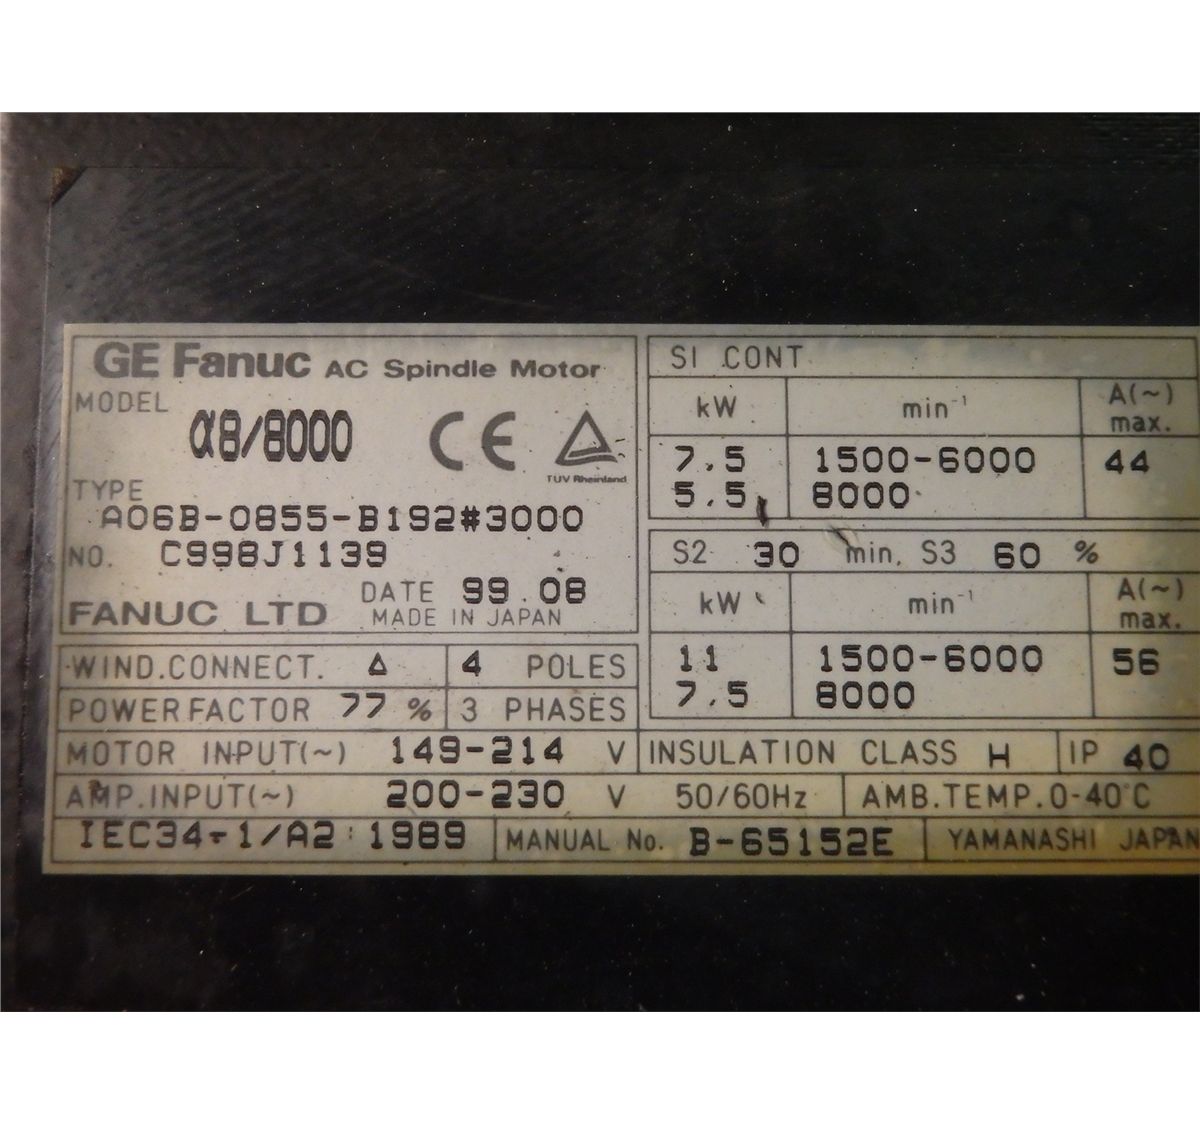 GE Fanuc AC Spindle Motor
MODEL
α8/8000
CE
TÜV Rheinland
TYPE
A06B-0855-B192#3000
NO. C998J1139
DATE 99.08
FANUC LTD MADE IN JAPAN
S1 CONT
kW min⁻¹ A(~) max.
7.5 1500-6000 44
5.5 8000
S2 30 min, S3 60 %
kW min⁻¹ A(~) max.
11 1500-6000 56
7.5 8000
WIND.CONNECT. Δ 4 POLES
POWER FACTOR 77 % 3 PHASES
MOTOR INPUT(~) 149-214 V INSULATION CLASS H IP 40
AMP.INPUT(~) 200-230 V 50/60Hz AMB.TEMP.0-40°C
IEC34-1/A2:1989 MANUAL No. B-65152E YAMANASHI JAPAN